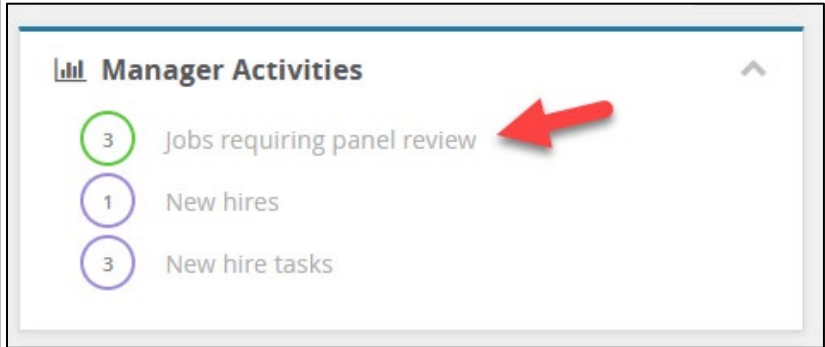 Manager Activities
3 Jobs requiring panel review
1 New hires
3 New hire tasks